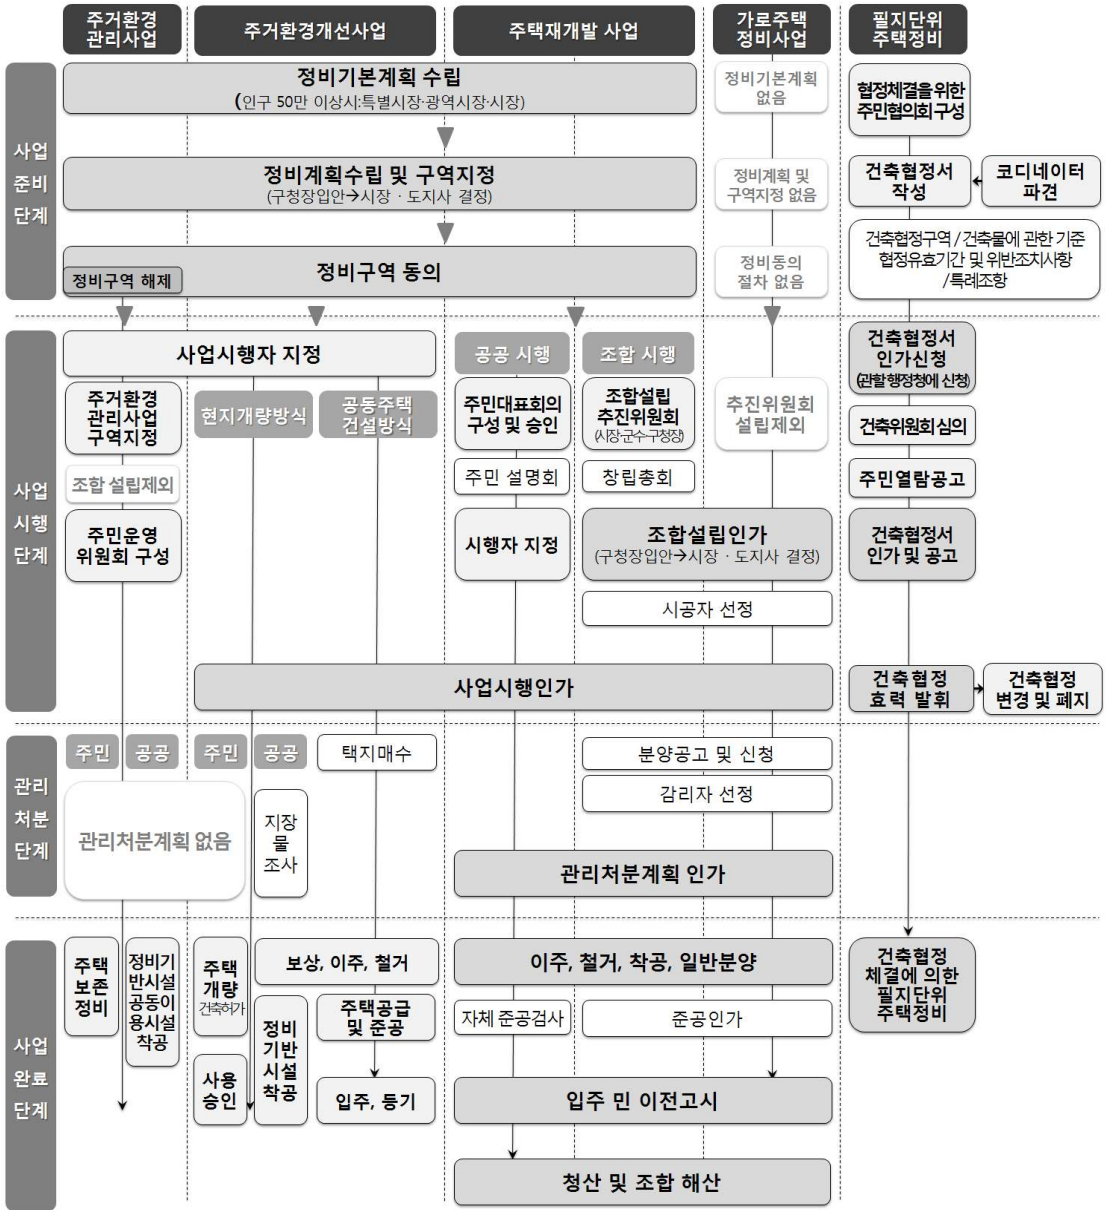 주거환경
관리사업
주거환경개선사업
주택재개발 사업
가로주택
정비사업
필지단위
주택정비
사업
준비
단계
정비기본계획 수립
(인구 50만 이상시:특별시장·광역시장·시장)
정비기본계획
없음
협정체결을 위한
주민협의회 구성
정비계획수립 및 구역지정
(구청장입안→시장 · 도지사 결정)
정비계획 및
구역지정 없음
건축협정서
작성
코디네이터
파견
정비구역 동의
정비구역 해제
정비동의
절차 없음
건축협정구역 / 건축물에 관한 기준
협정유효기간 및 위반조치사항
/특례조항
사업
시행
단계
사업시행자 지정
공공 시행
조합 시행
건축협정서
인가신청
(관할 행정청에 신청)
주거환경
관리사업
구역지정
현지개량방식
공동주택
건설방식
주민대표회의
구성 및 승인
조합설립
추진위원회
(시장·군수·구청장)
추진위원회
설립제외
건축위원회 심의
조합 설립제외
주민 설명회
창립총회
주민열람공고
주민운영
위원회 구성
시행자 지정
조합설립인가
(구청장입안→시장 · 도지사 결정)
건축협정서
인가 및 공고
시공자 선정
사업시행인가
건축협정
효력 발휘
건축협정
변경 및 폐지
관리
처분
단계
주민
공공
주민
공공
택지매수
분양공고 및 신청
감리자 선정
관리처분계획 없음
지장
물
조사
관리처분계획 인가
사업
완료
단계
주택
보존
정비
정비기
반시설
공동이
용시설
착공
주택
개량
건축허가
보상, 이주, 철거
이주, 철거, 착공, 일반분양
건축협정
체결에 의한
필지단위
주택정비
정비
기반
시설
착공
주택공급
및 준공
자체 준공검사
준공인가
사용
승인
입주, 등기
입주 민 이전고시
청산 및 조합 해산